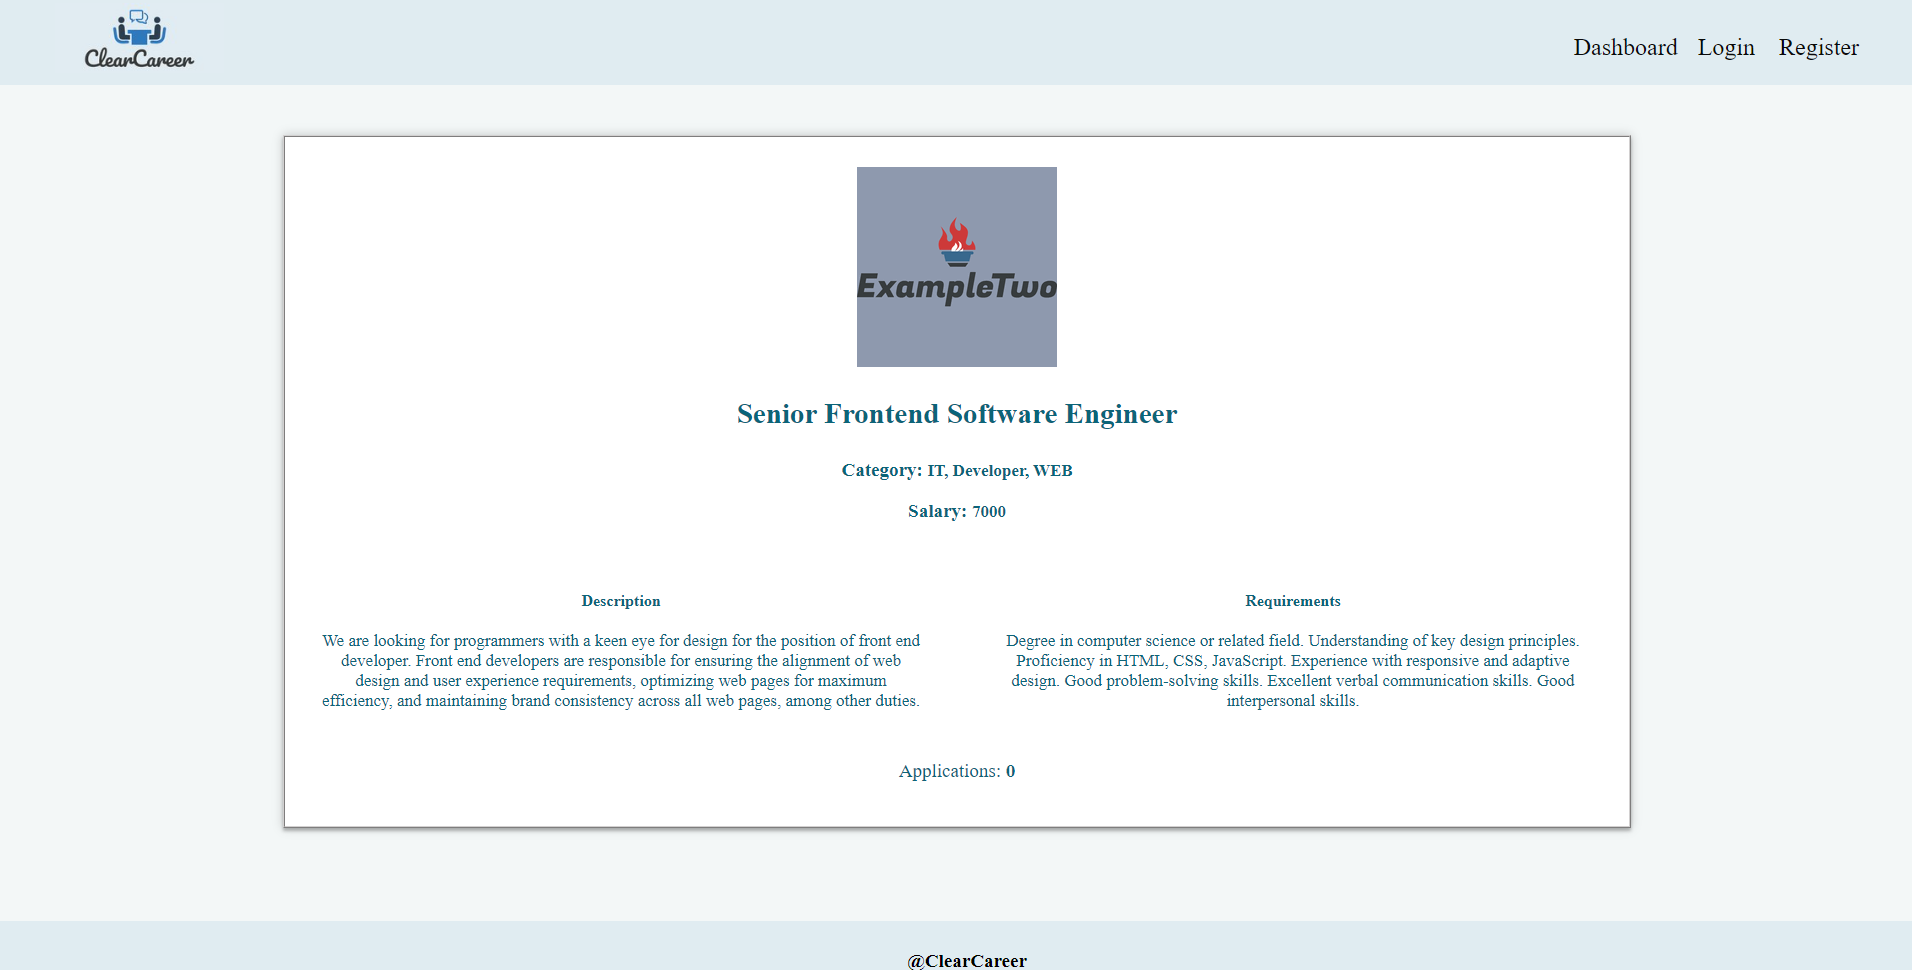 ClearCareer
Dashboard Login Register
ExampleTwo
Senior Frontend Software Engineer
Category: IT, Developer, WEB
Salary: 7000
Description
We are looking for programmers with a keen eye for design for the position of front end
developer. Front end developers are responsible for ensuring the alignment of web
design and user experience requirements, optimizing web pages for maximum
efficiency, and maintaining brand consistency across all web pages, among other duties.
Requirements
Degree in computer science or related field. Understanding of key design principles.
Proficiency in HTML, CSS, JavaScript. Experience with responsive and adaptive
design. Good problem-solving skills. Excellent verbal communication skills. Good
interpersonal skills.
Applications: 0
@ClearCareer